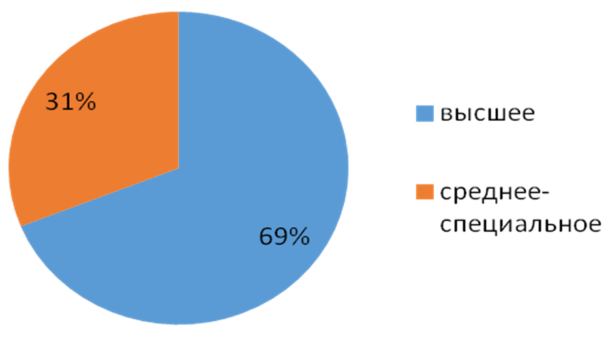 31%
69%
высшее
среднее-
специальное